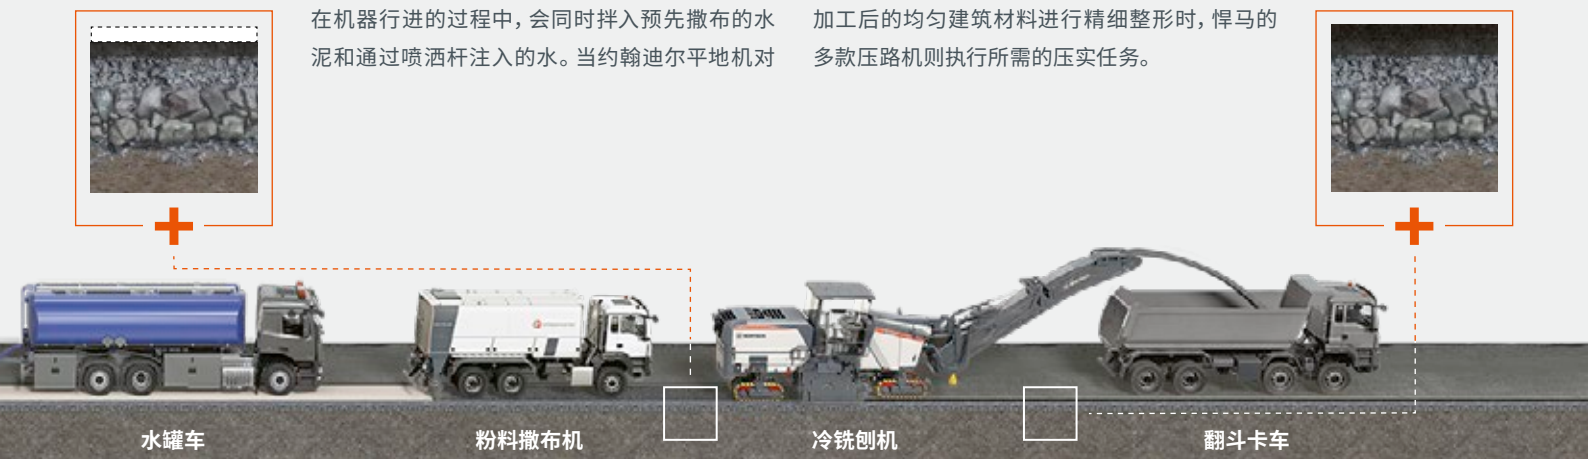 在机器行进的过程中，会同时拌入预先撒布的水
泥和通过喷洒杆注入的水。当约翰迪尔平地机对
加工后的均匀建筑材料进行精细整形时，悍马的
多款压路机则执行所需的压实任务。
水罐车
粉料撒布机
冷铣刨机
翻斗卡车